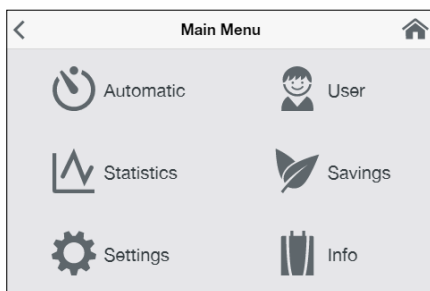 Main Menu
Automatic
User
Statistics
Savings
Settings
Info